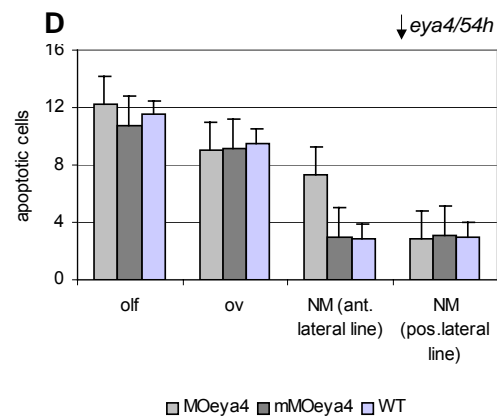 D
↓ eya4/54h
apoptotic cells
16
12
8
4
0
olf
ov
NM (ant.
lateral line)
NM
(pos.lateral
line)
MOeya4 mMOeya4 WT